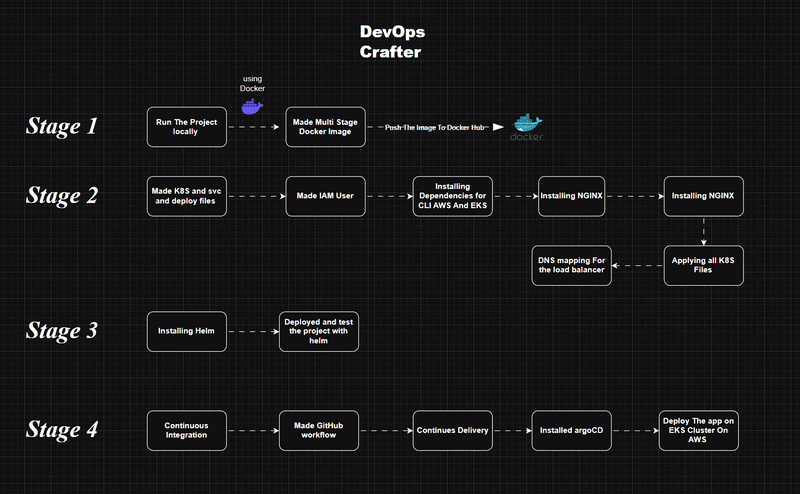 DevOps
Crafter
using
Docker
Stage 1
Run The Project
locally
Made Multi Stage
Docker Image
Push The Image To Docker Hub
docker
Stage 2
Made K8S and svc
and deploy files
Made IAM User
Installing
Dependencies for
CLI AWS And EKS
Installing NGINX
Installing NGINX
DNS mapping For
the load balancer
Applying all K8S
Files
Stage 3
Installing Helm
Deployed and test
the project with
helm
Stage 4
Continuous
Integration
Made GitHub
workflow
Continues Delivery
Installed argoCD
Deploy The app on
EKS Cluster On
AWS